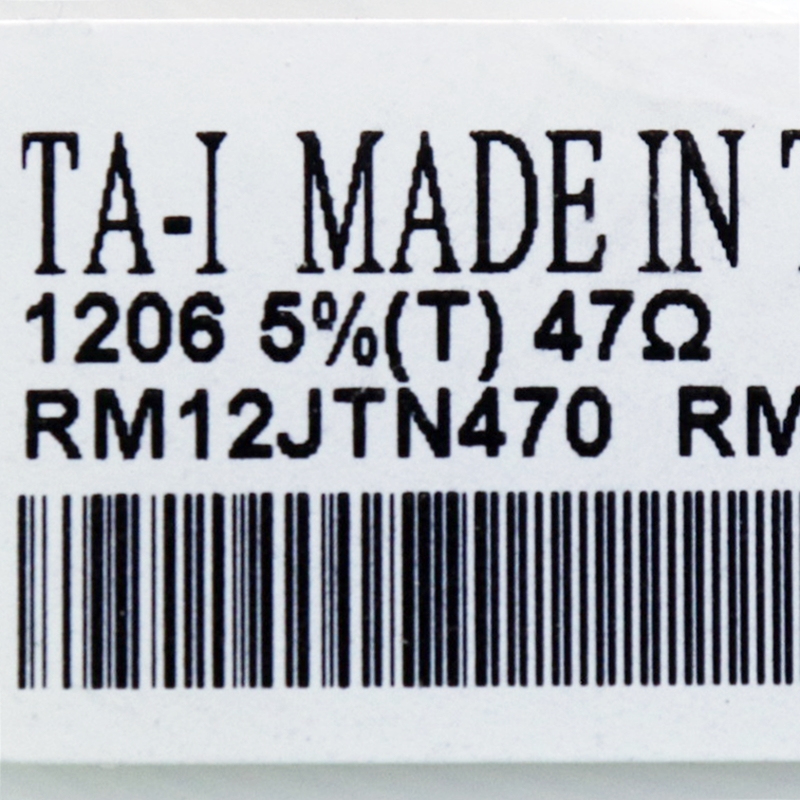 TA-I MADE IN T
1206 5%(T) 47Ω
RM12JTN470 RM